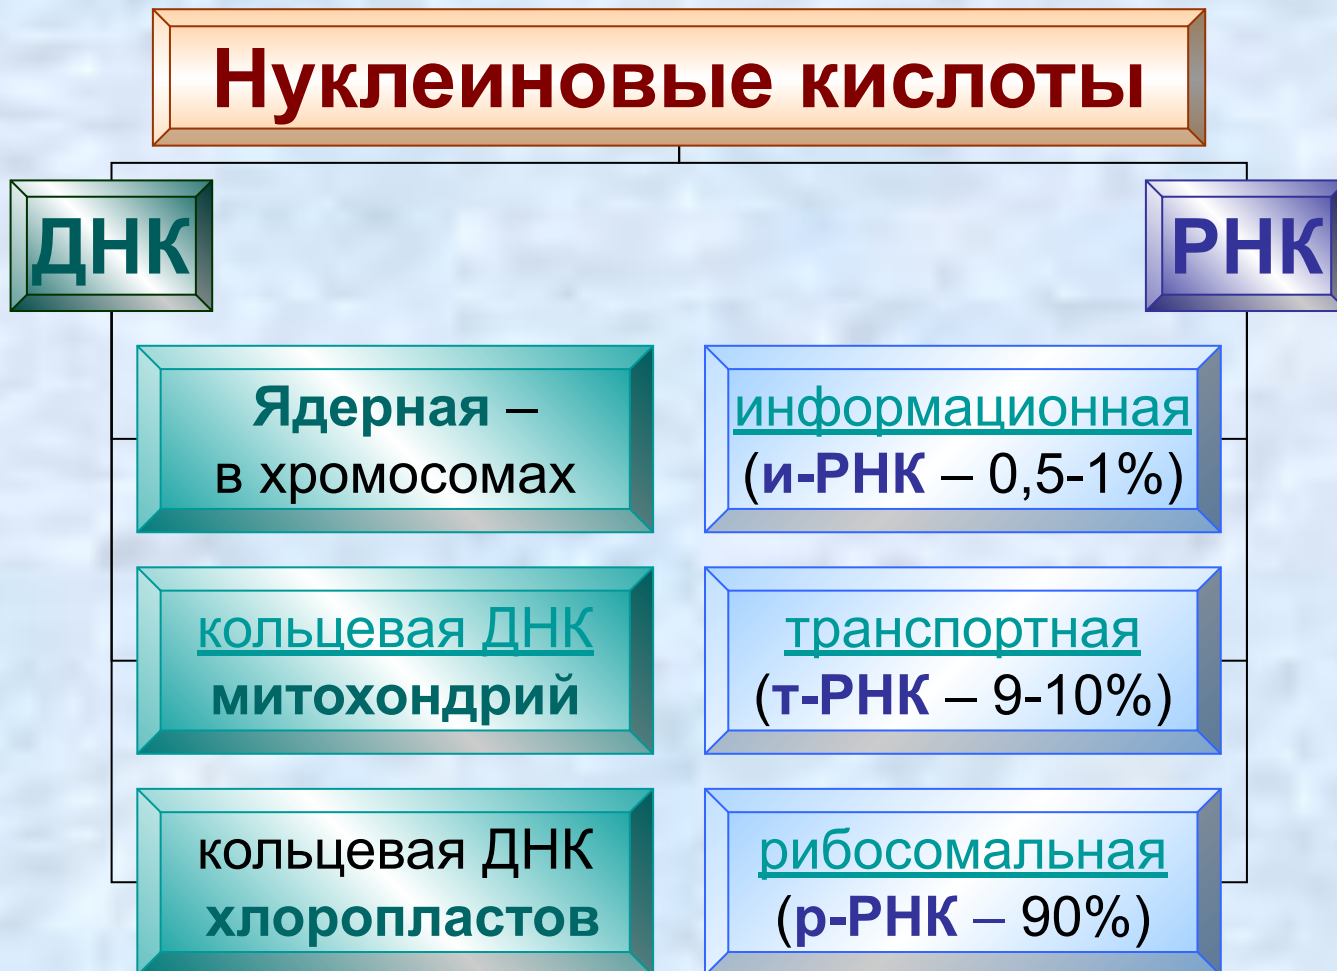 Нуклеиновые кислоты
ДНК
РНК
Ядерная –
в хромосомах
информационная
(и-РНК – 0,5-1%)
кольцевая ДНК
митохондрий
транспортная
(т-РНК – 9-10%)
кольцевая ДНК
хлоропластов
рибосомальная
(р-РНК – 90%)